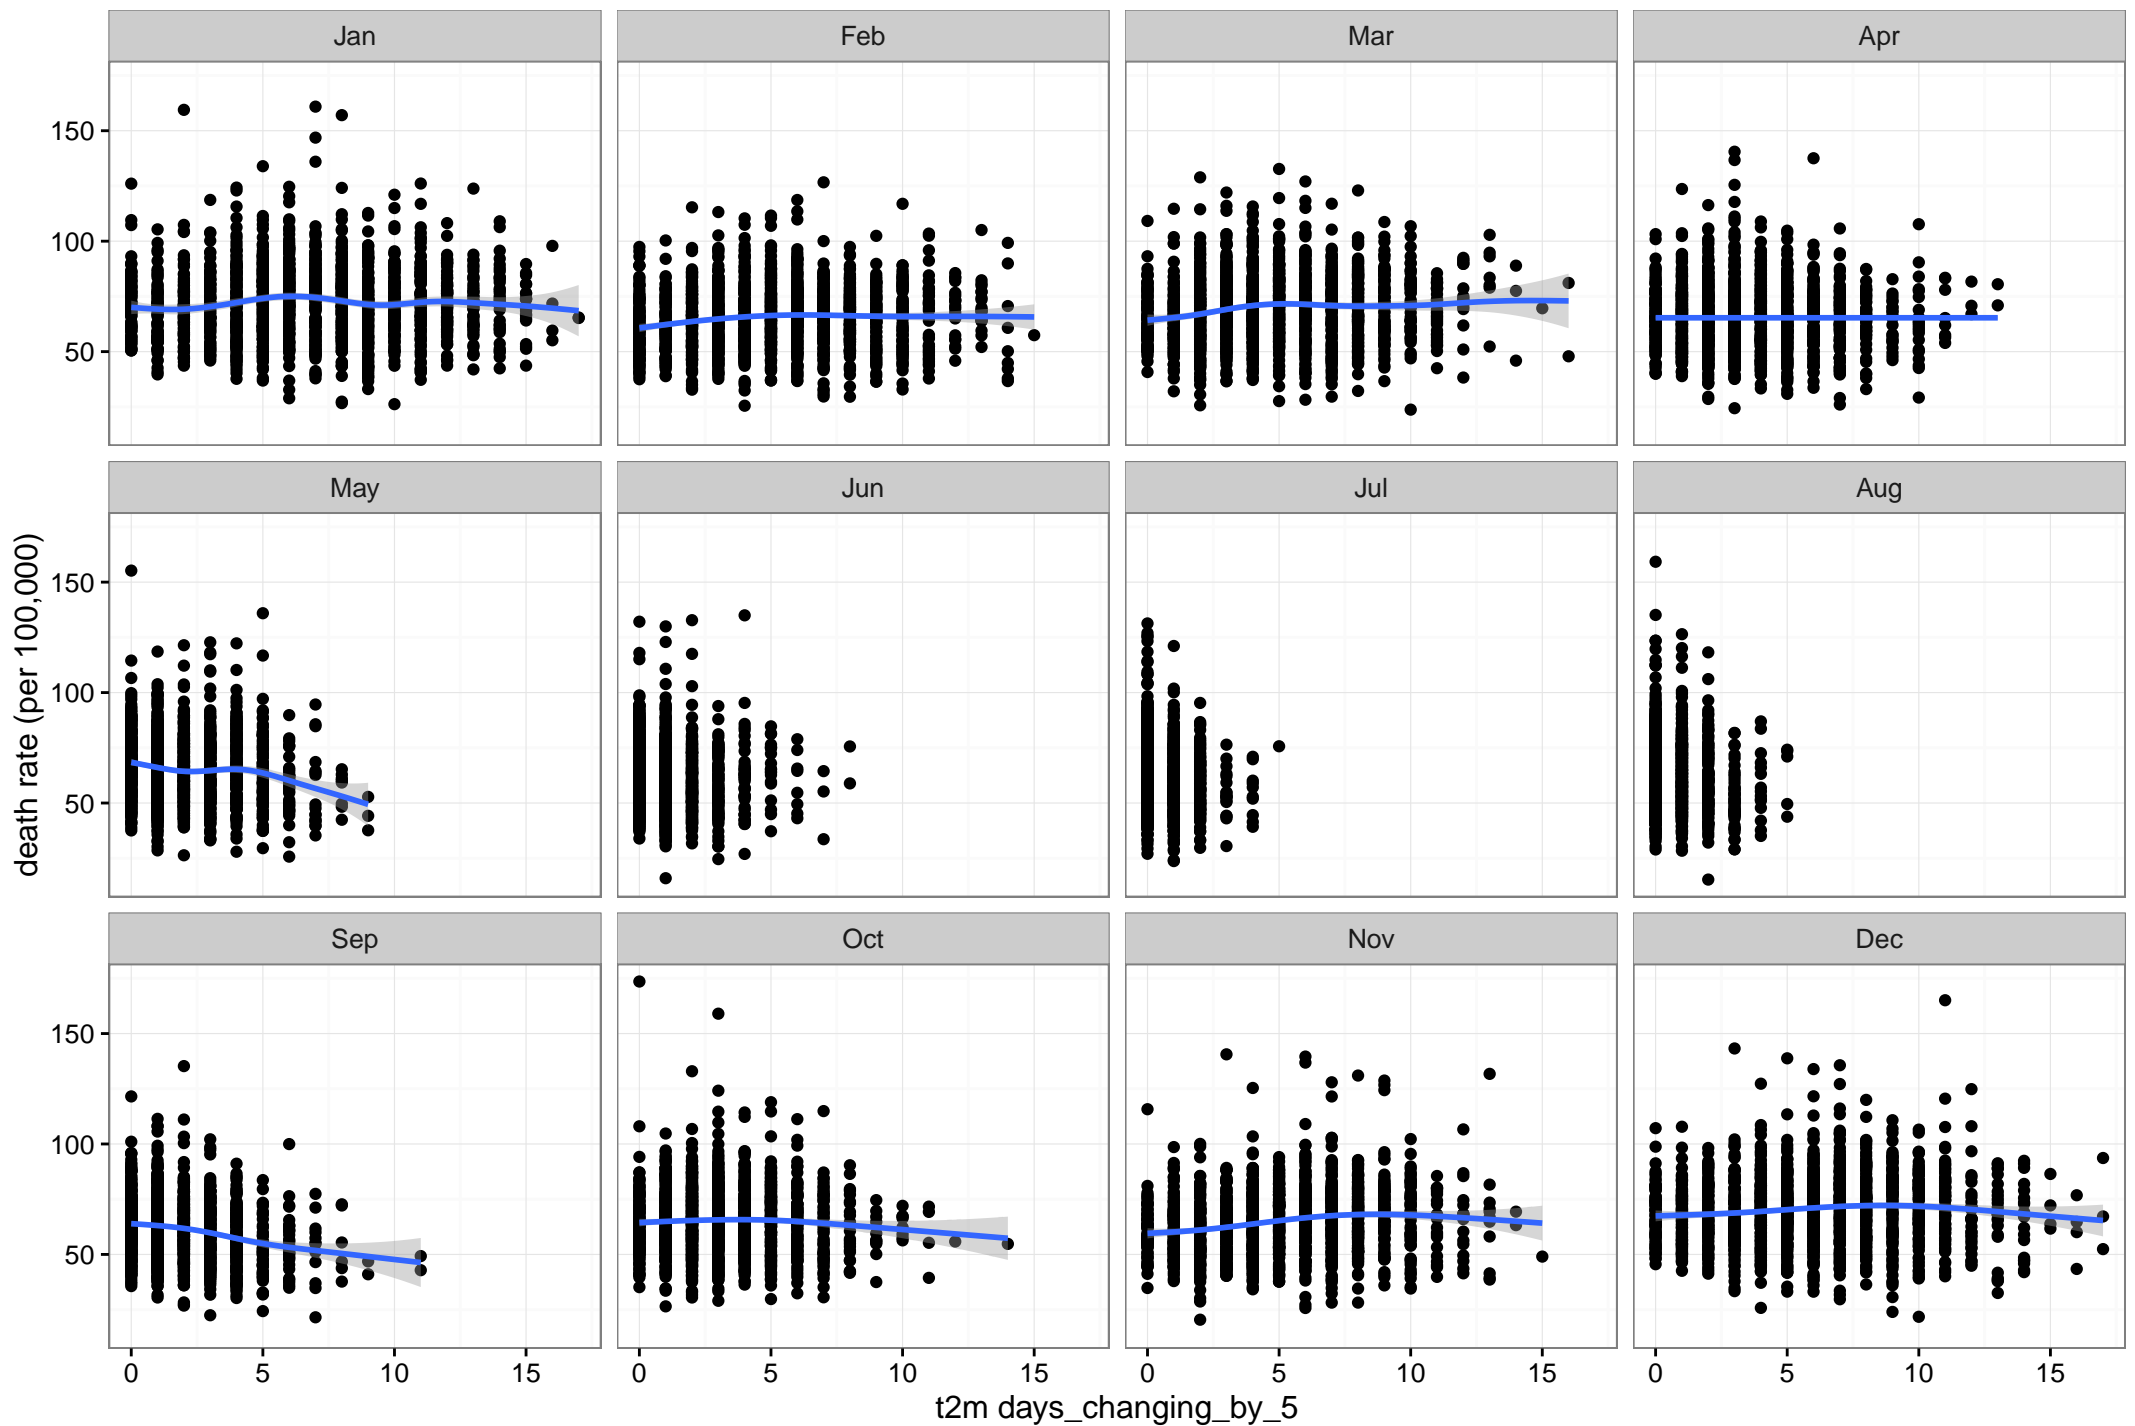 Jan Feb Mar Apr
150
100
50
May Jun Jul Aug
150
100
50
death rate (per 100,000)
Sep Oct Nov Dec
150
100
50
0 5 10 15 0 5 10 15 0 5 10 15 0 5 10 15
t2m days_changing_by_5